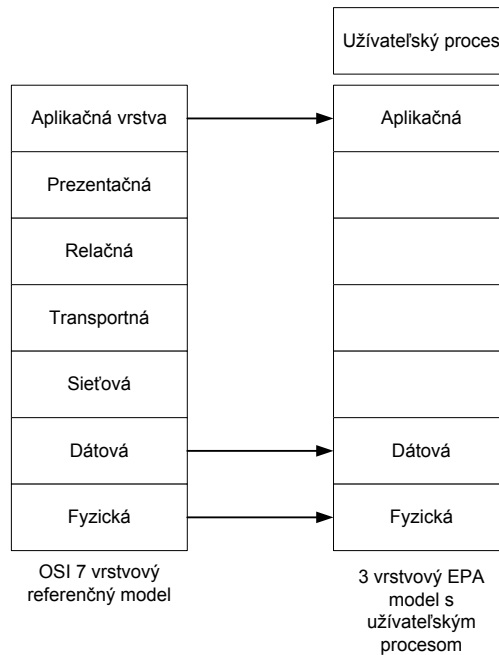 Užívateľský proces
Aplikačná vrstva
Aplikačná
Prezentačná
Relačná
Transportná
Sieťová
Dátová
Dátová
Fyzická
Fyzická
OSI 7 vrstvový
referenčný model
3 vrstvový EPA
model s
užívateľským
procesom